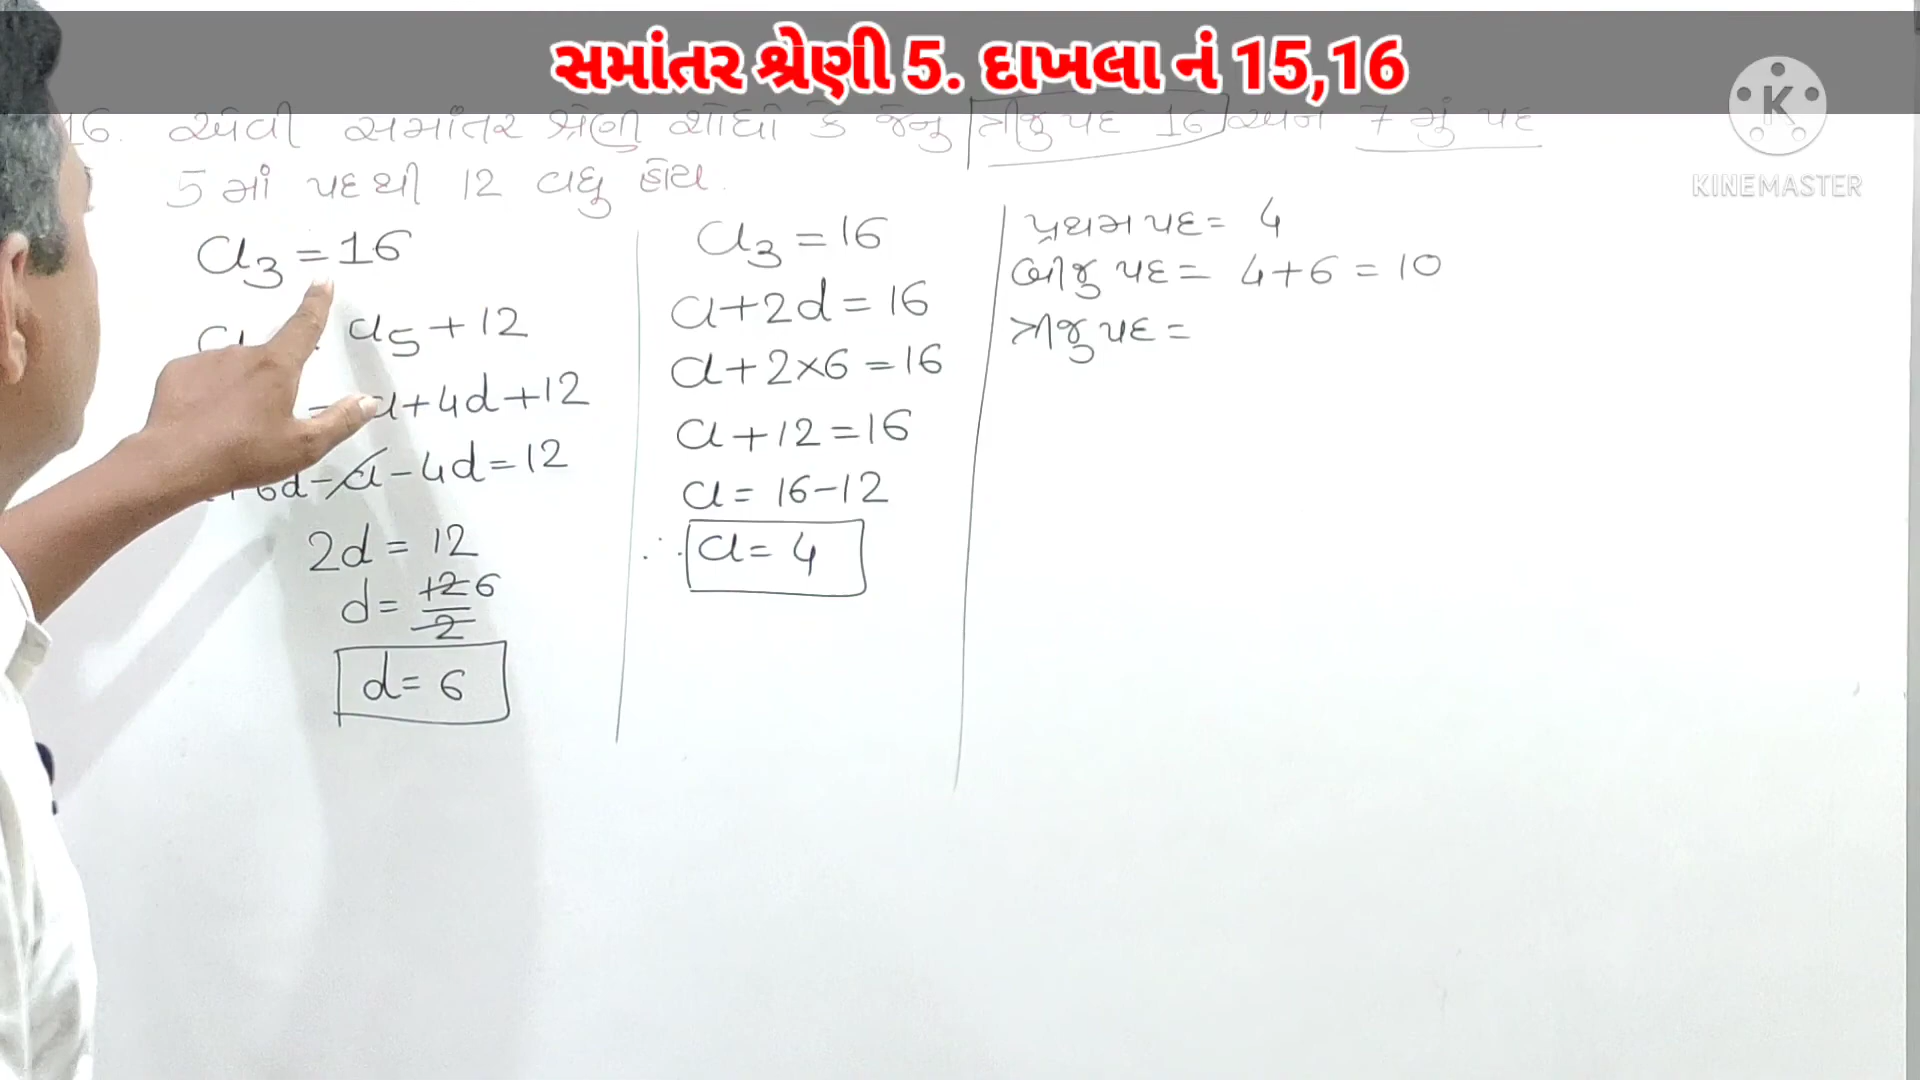 સમાંતર શ્રેણી 5. દાખલા નં 15,16
KINEMASTER
16. એવી સમાંતર શ્રેણી શોધો કે જેનુ ત્રીજુ પદ 16 અને 7 મું પદ
5 માં પદથી 12 વધુ હોય.
a₃ = 16
a₅ + 12
= a + 4d + 12
6d - a - 4d = 12
2d = 12
d = 12/2 6
d = 6
a₃ = 16
a + 2d = 16
a + 2×6 = 16
a + 12 = 16
a = 16 - 12
∴ a = 4
પ્રથમ પદ = 4
બીજુ પદ = 4 + 6 = 10
ત્રીજુ પદ =